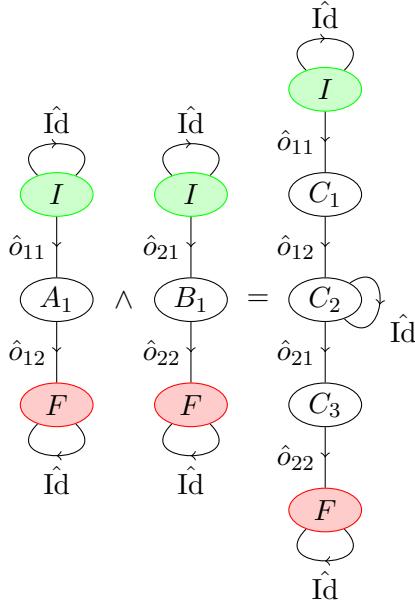 Îd
I
ô₁₁
Îd
Îd
C₁
I
I
ô₁₂
ô₁₁
ô₂₁
A₁ ∧ B₁ = C₂
Îd
ô₁₂
ô₂₂
ô₂₁
F
F
C₃
Îd
Îd
ô₂₂
F
Îd